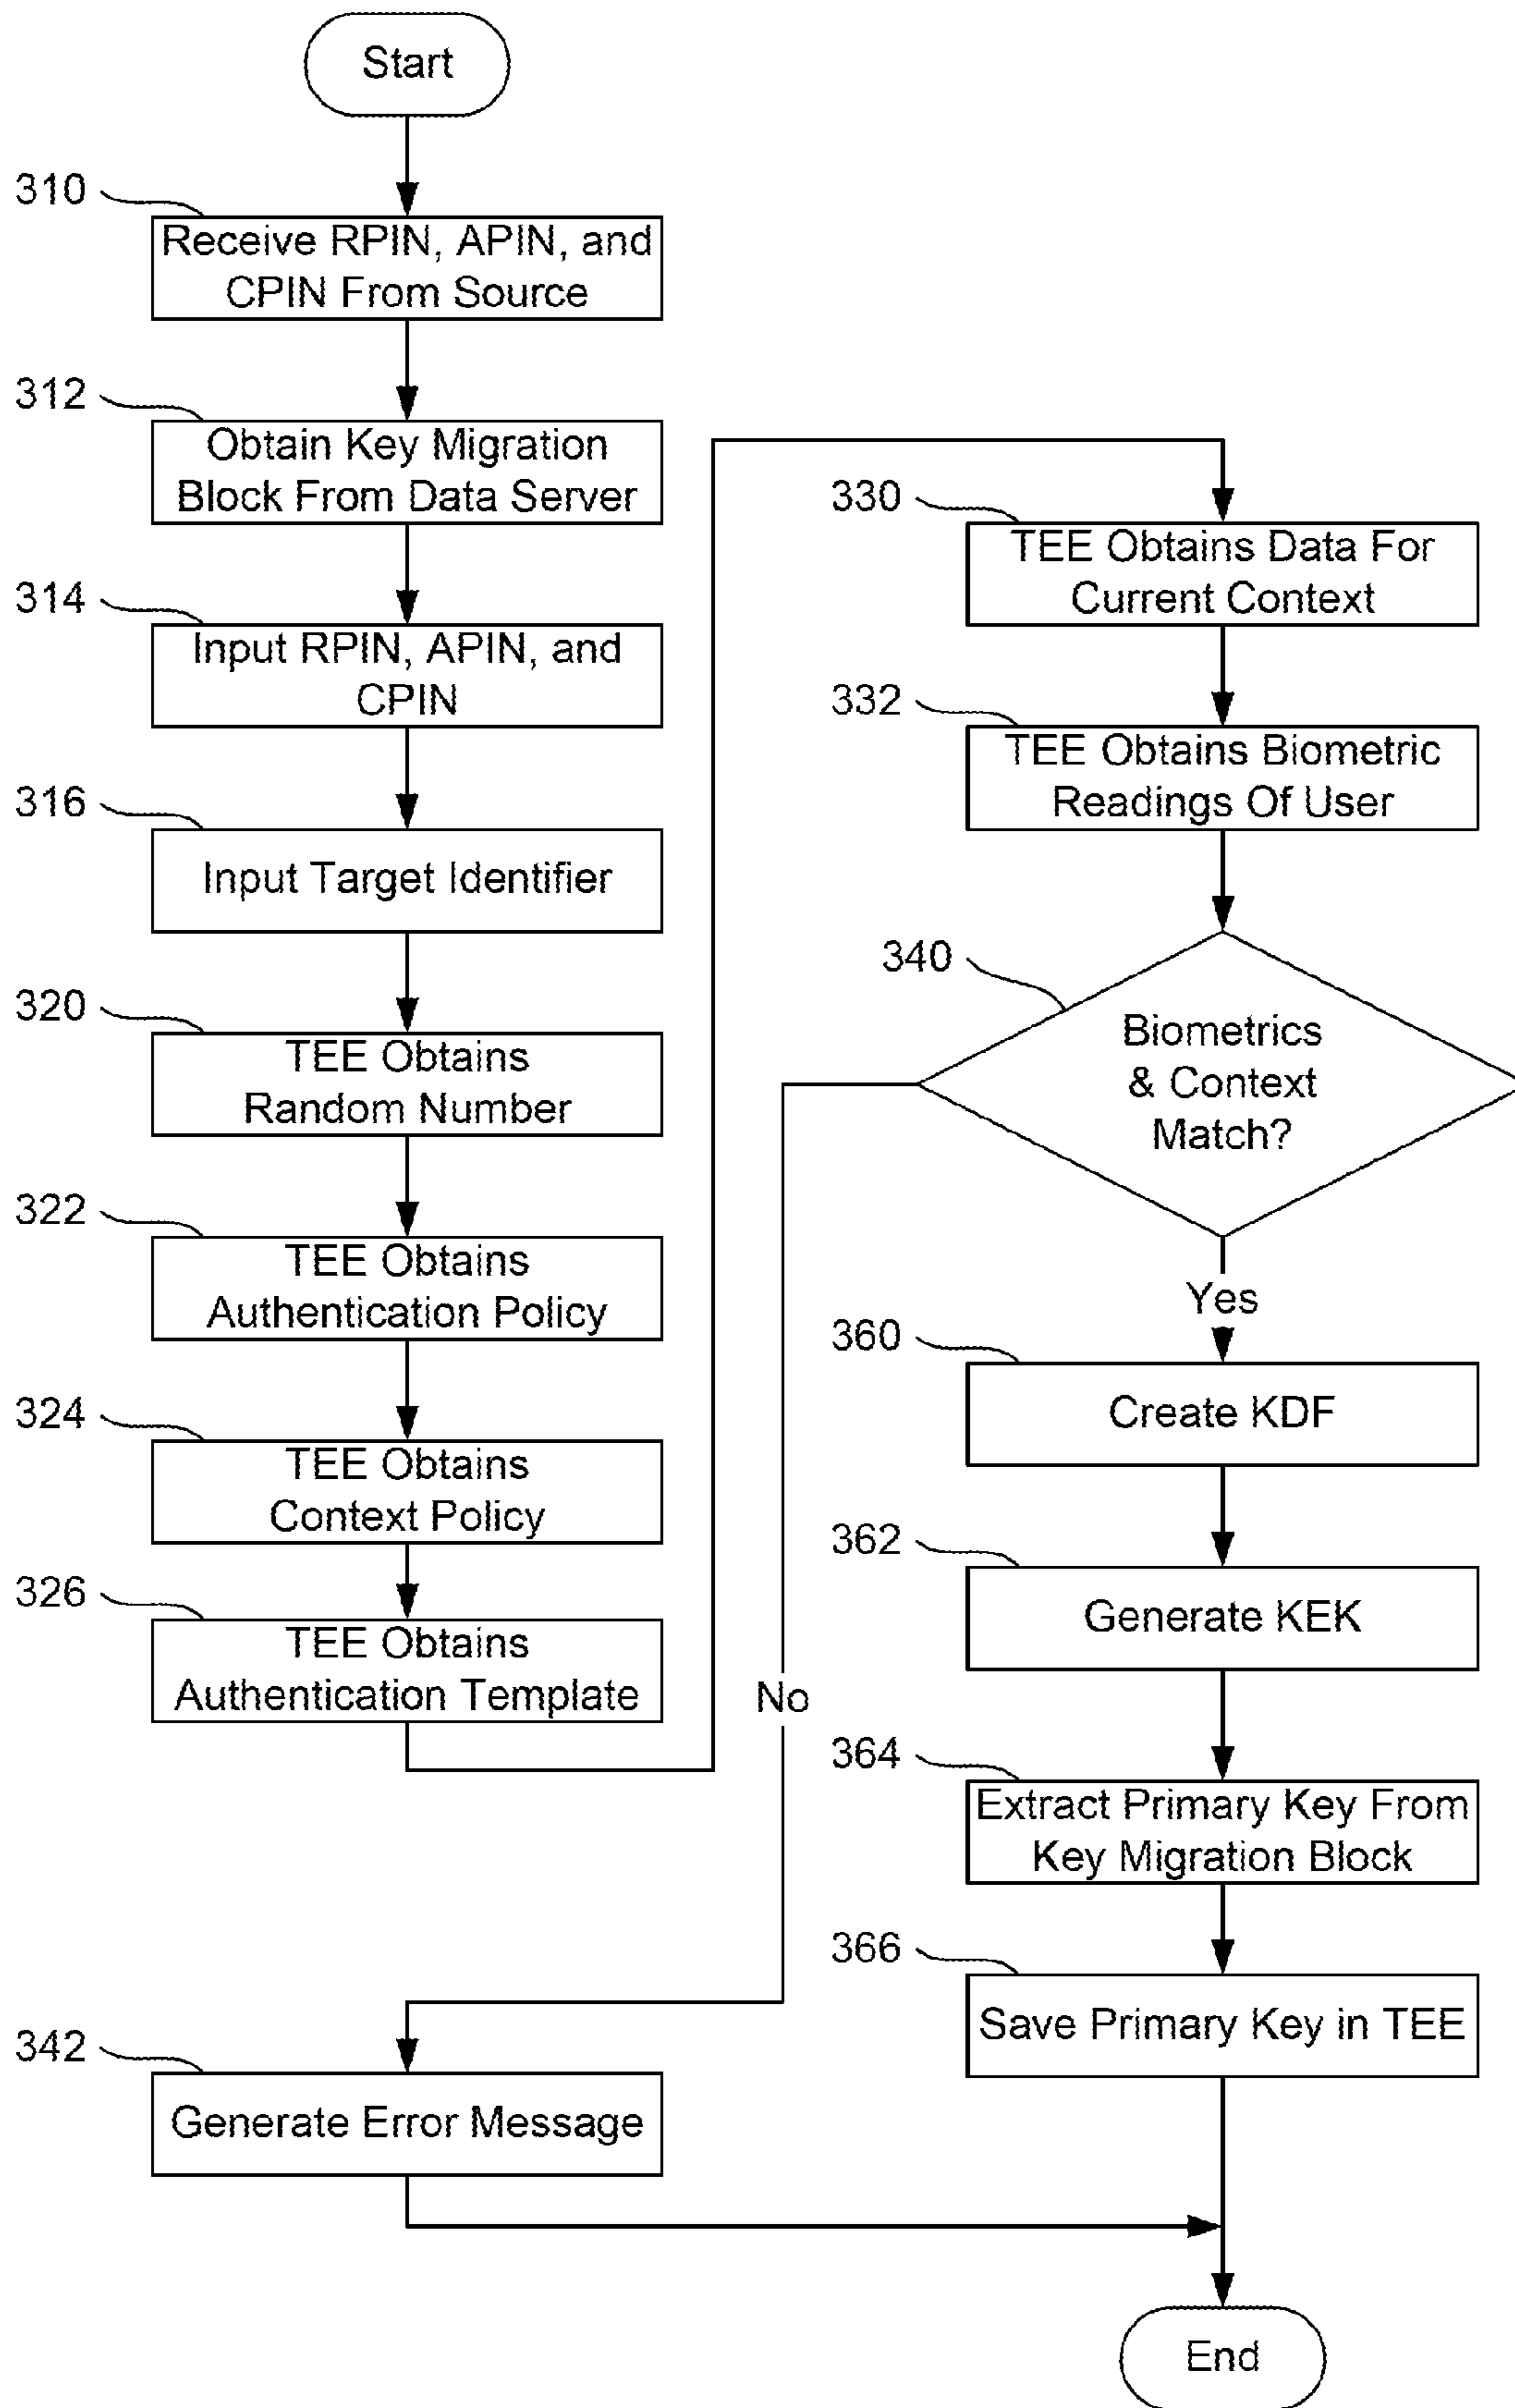 Start
310
Receive RPIN, APIN, and
CPIN From Source
312
Obtain Key Migration
Block From Data Server
314
Input RPIN, APIN, and
CPIN
316
Input Target Identifier
320
TEE Obtains
Random Number
322
TEE Obtains
Authentication Policy
324
TEE Obtains
Context Policy
326
TEE Obtains
Authentication Template
330
TEE Obtains Data For
Current Context
332
TEE Obtains Biometric
Readings Of User
340
Biometrics
& Context
Match?
Yes
No
360
Create KDF
362
Generate KEK
364
Extract Primary Key From
Key Migration Block
366
Save Primary Key in TEE
342
Generate Error Message
End